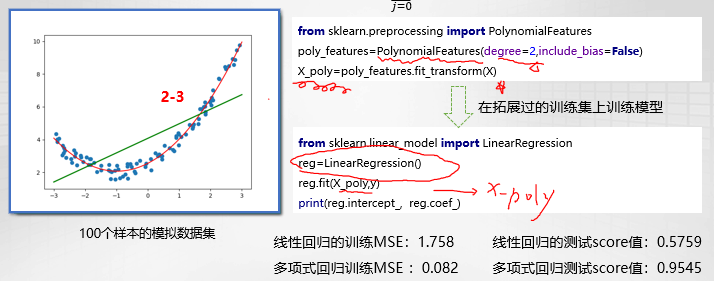 j=0
from sklearn.preprocessing import PolynomialFeatures
poly_features=PolynomialFeatures(degree=2,include_bias=False)
X_poly=poly_features.fit_transform(X)
在拓展过的训练集上训练模型
from sklearn.linear_model import LinearRegression
reg=LinearRegression()
reg.fit(X_poly,y)
x-poly
print(reg.intercept_, reg.coef_)
10
8
6
4
2
2-3
−3 −2 −1 0 1 2 3
100个样本的模拟数据集
线性回归的训练MSE：1.758 线性回归的测试score值：0.5759
多项式回归训练MSE ：0.082 多项式回归测试score值：0.9545